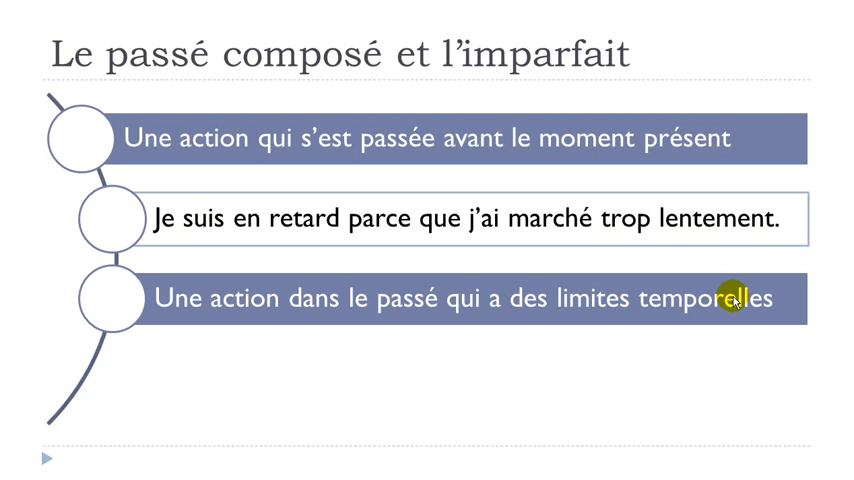 Le passé composé et l’imparfait
Une action qui s’est passée avant le moment présent
Je suis en retard parce que j’ai marché trop lentement.
Une action dans le passé qui a des limites temporelles